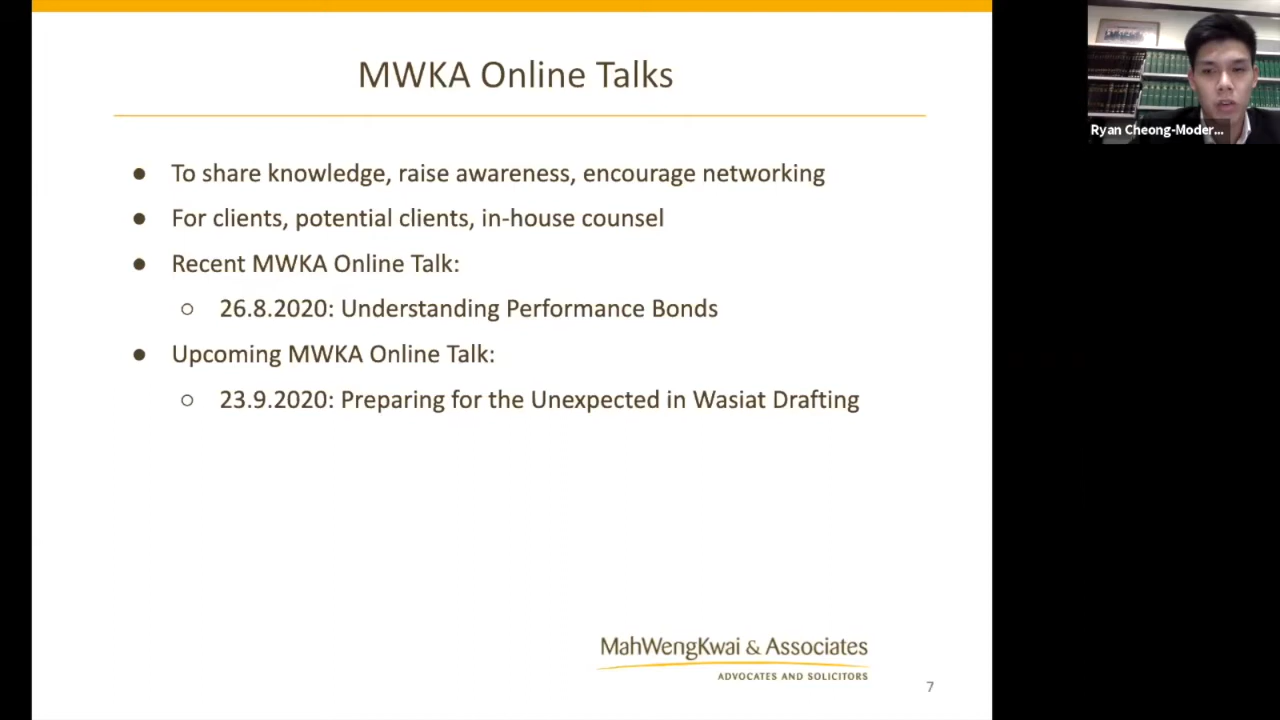 MWKA Online Talks
● To share knowledge, raise awareness, encourage networking
● For clients, potential clients, in-house counsel
● Recent MWKA Online Talk:
○ 26.8.2020: Understanding Performance Bonds
● Upcoming MWKA Online Talk:
○ 23.9.2020: Preparing for the Unexpected in Wasiat Drafting
MahWengKwai & Associates
ADVOCATES AND SOLICITORS
7
Ryan Cheong-Moder...